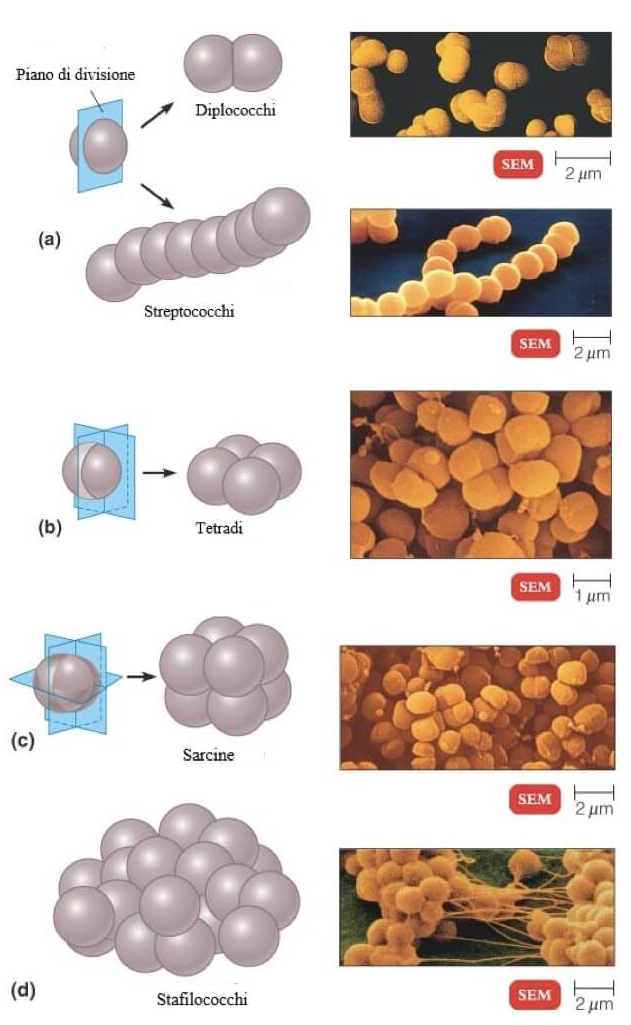 Piano di divisione
Diplococchi
SEM
2 μm
(a)
Streptococchi
SEM
2 μm
(b)
Tetradi
SEM
1 μm
(c)
Sarcine
SEM
2 μm
(d)
Stafilococchi
SEM
2 μm